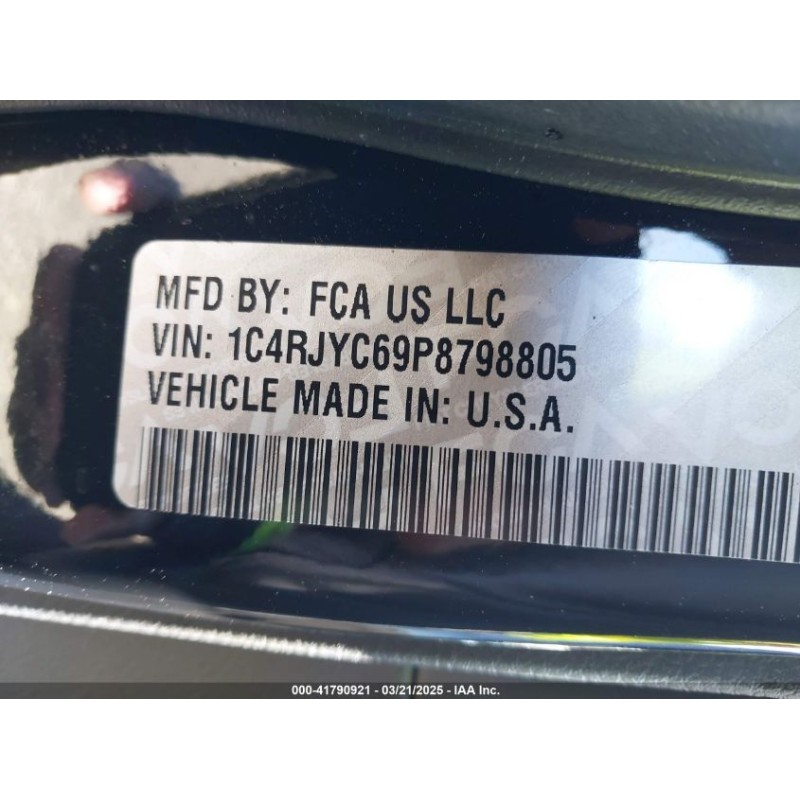 MFD BY: FCA US LLC
VIN: 1C4RJYC69P8798805
VEHICLE MADE IN: U.S.A.
000-41790921 - 03/21/2025 - IAA Inc.